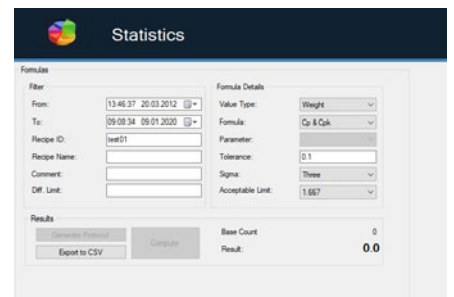 Statistics
Formulas
Filter
From: 13:46:37 20.03.2012
To: 09:08:34 09.01.2020
Recipe ID: test01
Recipe Name:
Comment:
Diff. Limit:
Formula Details
Value Type: Weight
Formula: Cp & Cpk
Parameter:
Tolerance: 0.1
Sigma: Three
Acceptable Limit: 1.667
Results
Generate Protocol
Export to CSV
Compute
Base Count 0
Result: 0.0